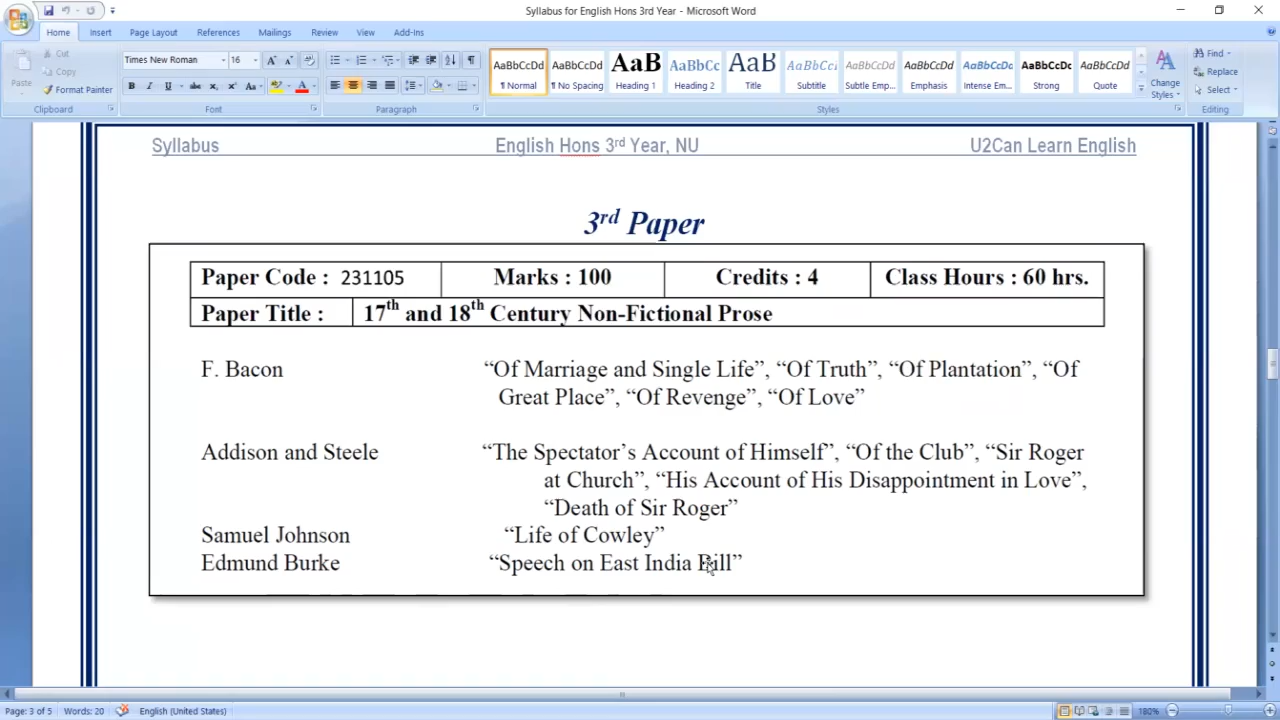 Syllabus for English Hons 3rd Year - Microsoft Word
Home Insert Page Layout References Mailings Review View Add-Ins
Cut
Copy
Format Painter
Paste
Clipboard
Times New Roman 16
Font
Paragraph
AaBbCcDd AaBbCcDd AaB AaBbCc AaB AaBbCcI AaBbCcDd AaBbCcDd AaBbCcDd AaBbCcDc AaBbCcDd
¶ Normal ¶ No Spacing Heading 1 Heading 2 Title Subtitle Subtle Emp... Emphasis Intense Em... Strong Quote
Change Styles
Styles
Find
Replace
Select
Editing
Syllabus English Hons 3rd Year, NU U2Can Learn English
3rd Paper
Paper Code : 231105 Marks : 100 Credits : 4 Class Hours : 60 hrs.
Paper Title : 17th and 18th Century Non-Fictional Prose
F. Bacon “Of Marriage and Single Life”, “Of Truth”, “Of Plantation”, “Of
Great Place”, “Of Revenge”, “Of Love”
Addison and Steele “The Spectator’s Account of Himself”, “Of the Club”, “Sir Roger
at Church”, “His Account of His Disappointment in Love”,
“Death of Sir Roger”
Samuel Johnson “Life of Cowley”
Edmund Burke “Speech on East India Bill”
Page: 3 of 5 Words: 20 English (United States) 180%